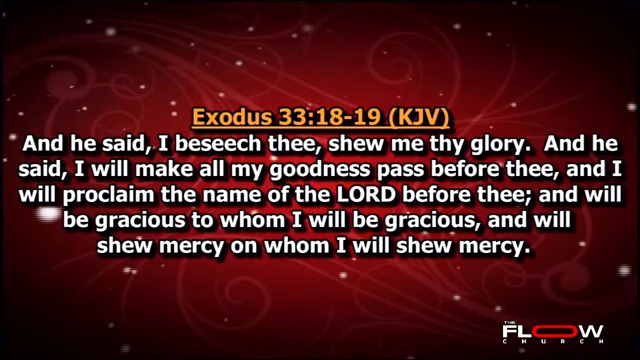 Exodus 33:18-19 (KJV)
And he said, I beseech thee, shew me thy glory.  And he
said, I will make all my goodness pass before thee, and I
will proclaim the name of the LORD before thee; and will
be gracious to whom I will be gracious, and will
shew mercy on whom I will shew mercy.
THE
FLOW
CHURCH